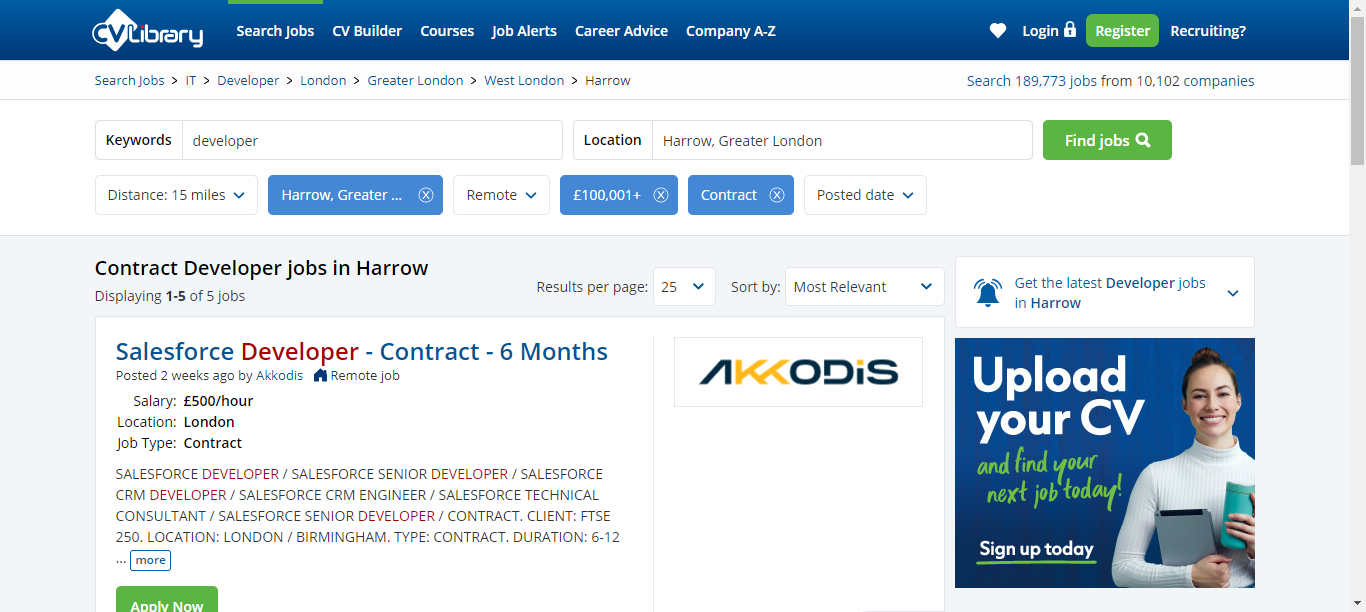 CVLibrary Search Jobs CV Builder Courses Job Alerts Career Advice Company A-Z Login Register Recruiting?
Search Jobs > IT > Developer > London > Greater London > West London > Harrow Search 189,773 jobs from 10,102 companies
Keywords developer Location Harrow, Greater London Find jobs
Distance: 15 miles Harrow, Greater ... Remote £100,001+ Contract Posted date
Contract Developer jobs in Harrow
Displaying 1-5 of 5 jobs
Results per page: 25 Sort by: Most Relevant
Get the latest Developer jobs
in Harrow
Salesforce Developer - Contract - 6 Months
Posted 2 weeks ago by Akkodis Remote job
Salary: £500/hour
Location: London
Job Type: Contract
SALESFORCE DEVELOPER / SALESFORCE SENIOR DEVELOPER / SALESFORCE
CRM DEVELOPER / SALESFORCE CRM ENGINEER / SALESFORCE TECHNICAL
CONSULTANT / SALESFORCE SENIOR DEVELOPER / CONTRACT. CLIENT: FTSE
250. LOCATION: LONDON / BIRMINGHAM. TYPE: CONTRACT. DURATION: 6-12
... more
Apply Now
AKKODiS
Upload
your CV
and find your
next job today!
Sign up today